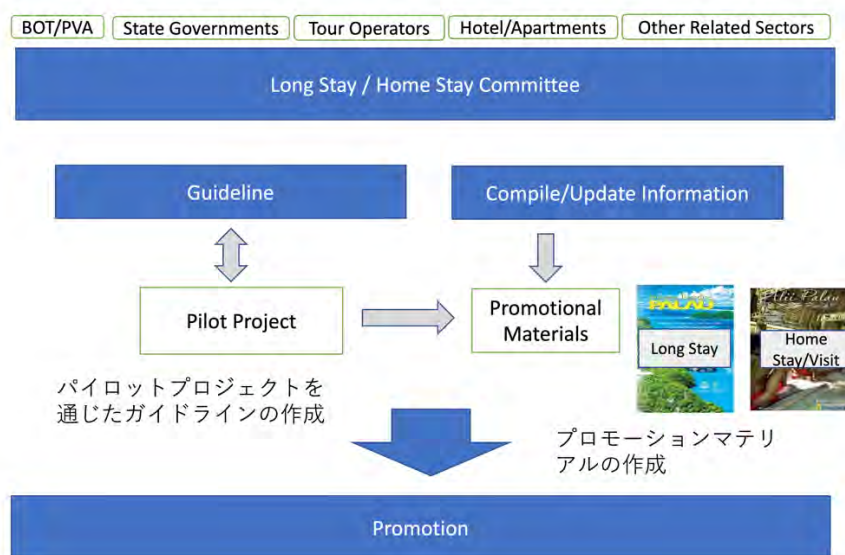 BOT/PVA
State Governments
Tour Operators
Hotel/Apartments
Other Related Sectors
Long Stay / Home Stay Committee
Guideline
Compile/Update Information
Pilot Project
Promotional
Materials
PALAU
Long Stay
Alii Palau
Home
Stay/Visit
パイロットプロジェクトを
通じたガイドラインの作成
プロモーションマテリ
アルの作成
Promotion